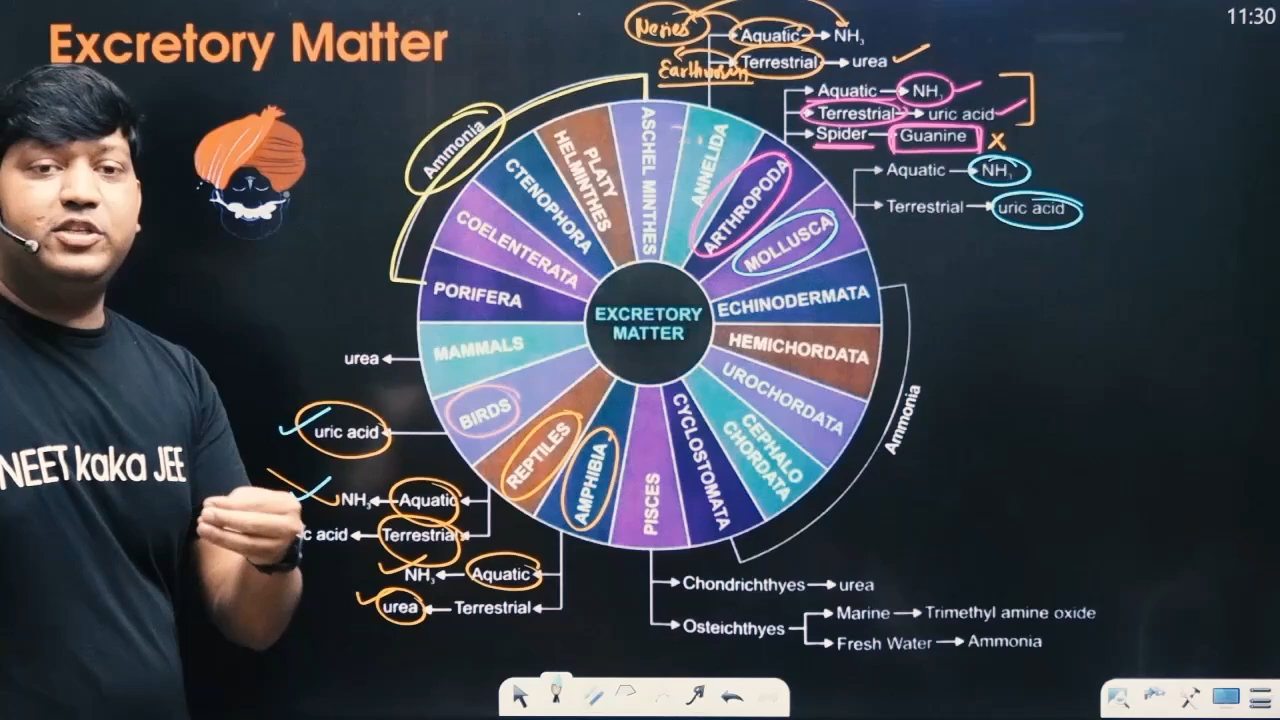 11:30
Excretory Matter
Neries
Aquatic NH₃
Terrestrial urea
Aquatic NH₃
Terrestrial uric acid
Spider Guanine X
Aquatic NH₃
Terrestrial uric acid
Ammonia
PORIFERA
COELENTERATA
CTENOPHORA
PLATY HELMINTHES
ASCHEL MINTHES
ANNELIDA
ARTHROPODA
MOLLUSCA
ECHINODERMATA
HEMICHORDATA
UROCHORDATA
CEPHALO CHORDATA
CYCLOSTOMATA
PISCES
AMPHIBIA
REPTILES
BIRDS
MAMMALS
EXCRETORY
MATTER
Ammonia
urea
uric acid
NH₃ Aquatic
acid Terrestrial
NH₃ Aquatic
urea Terrestrial
Chondrichthyes urea
Osteichthyes
Marine Trimethyl amine oxide
Fresh Water Ammonia
NEET kaka JEE